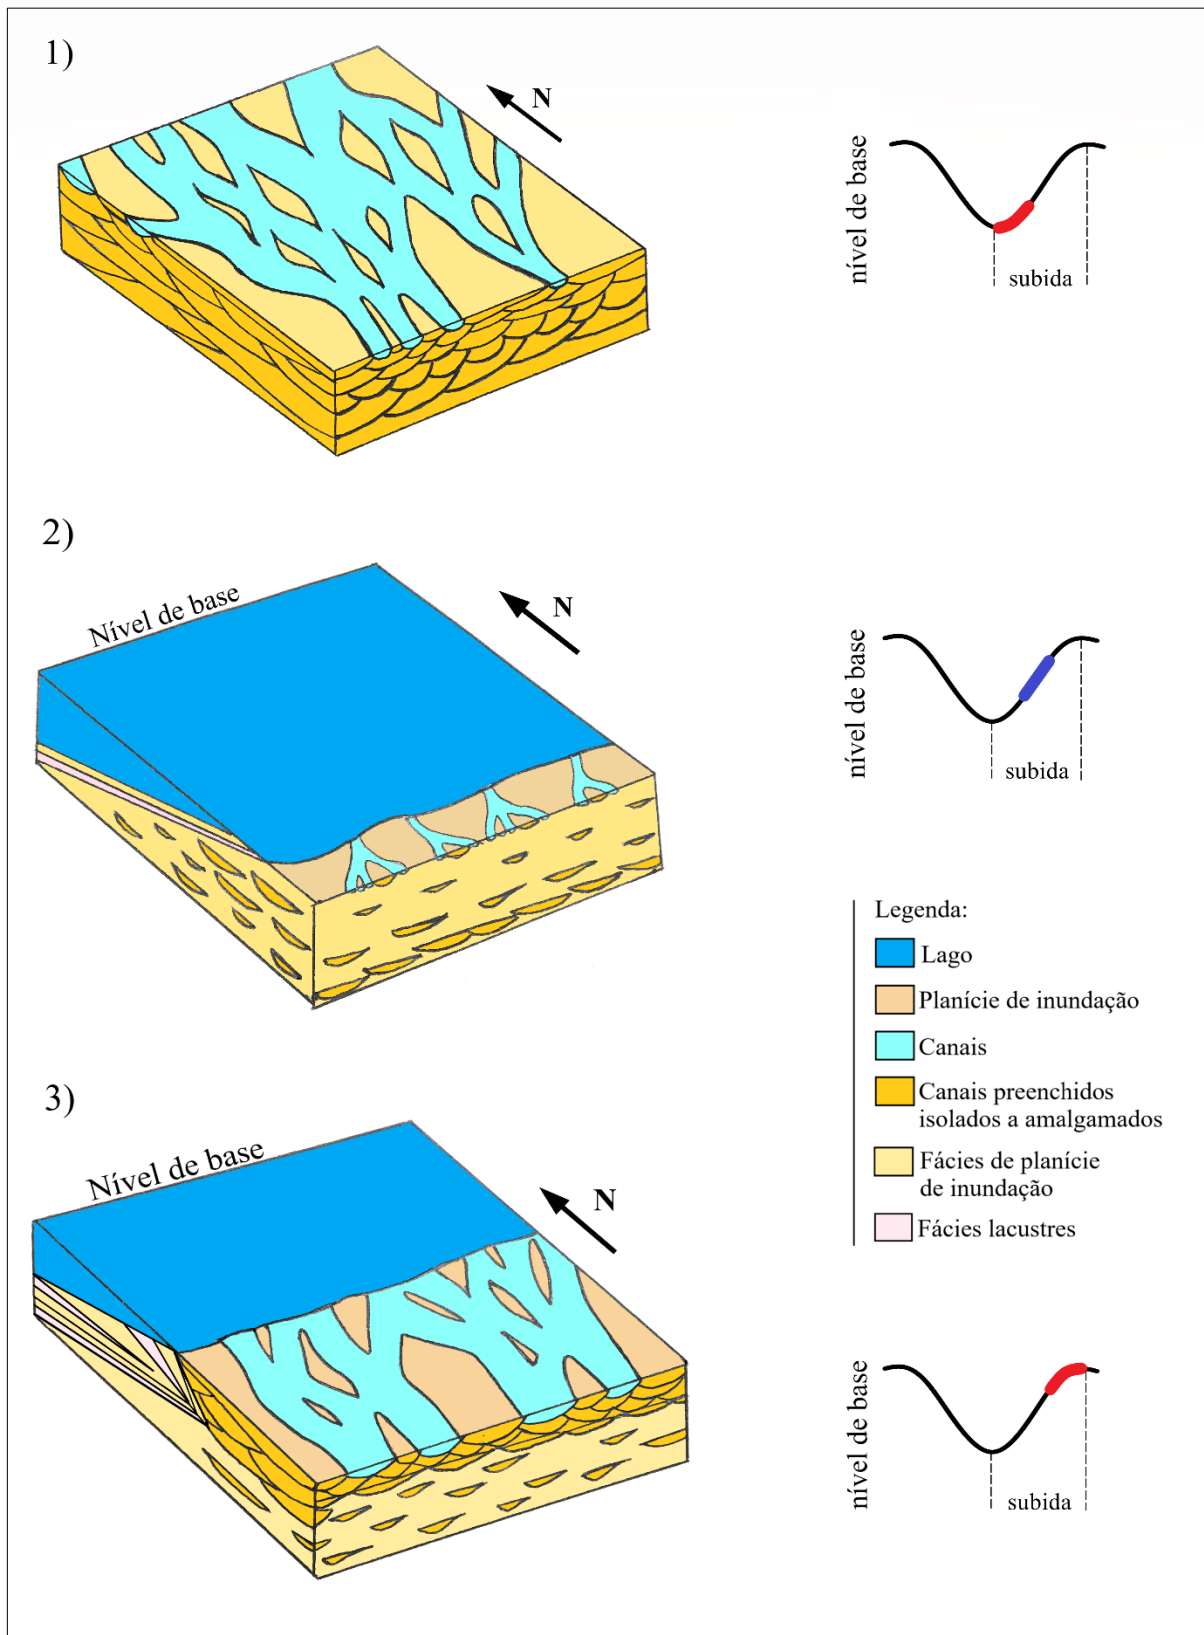 1)
N
nível de base
subida
2)
Nível de base
N
nível de base
subida
Legenda:
Lago
Planície de inundação
Canais
Canais preenchidos
isolados a amalgamados
Fácies de planície
de inundação
Fácies lacustres
3)
Nível de base
N
nível de base
subida